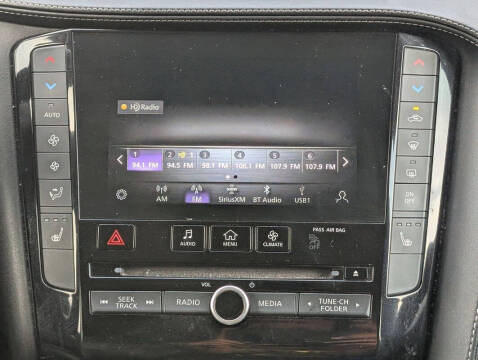 HD Radio
1 2 3 4 5 6
94.1 FM 94.5 FM 98.1 FM 106.1 FM 107.9 FM 107.9 FM
AM FM SiriusXM BT Audio USB1
AUTO
ON
OFF
AUDIO MENU CLIMATE
PASS AIR BAG
OFF
VOL
SEEK
TRACK
RADIO MEDIA
TUNE·CH
FOLDER